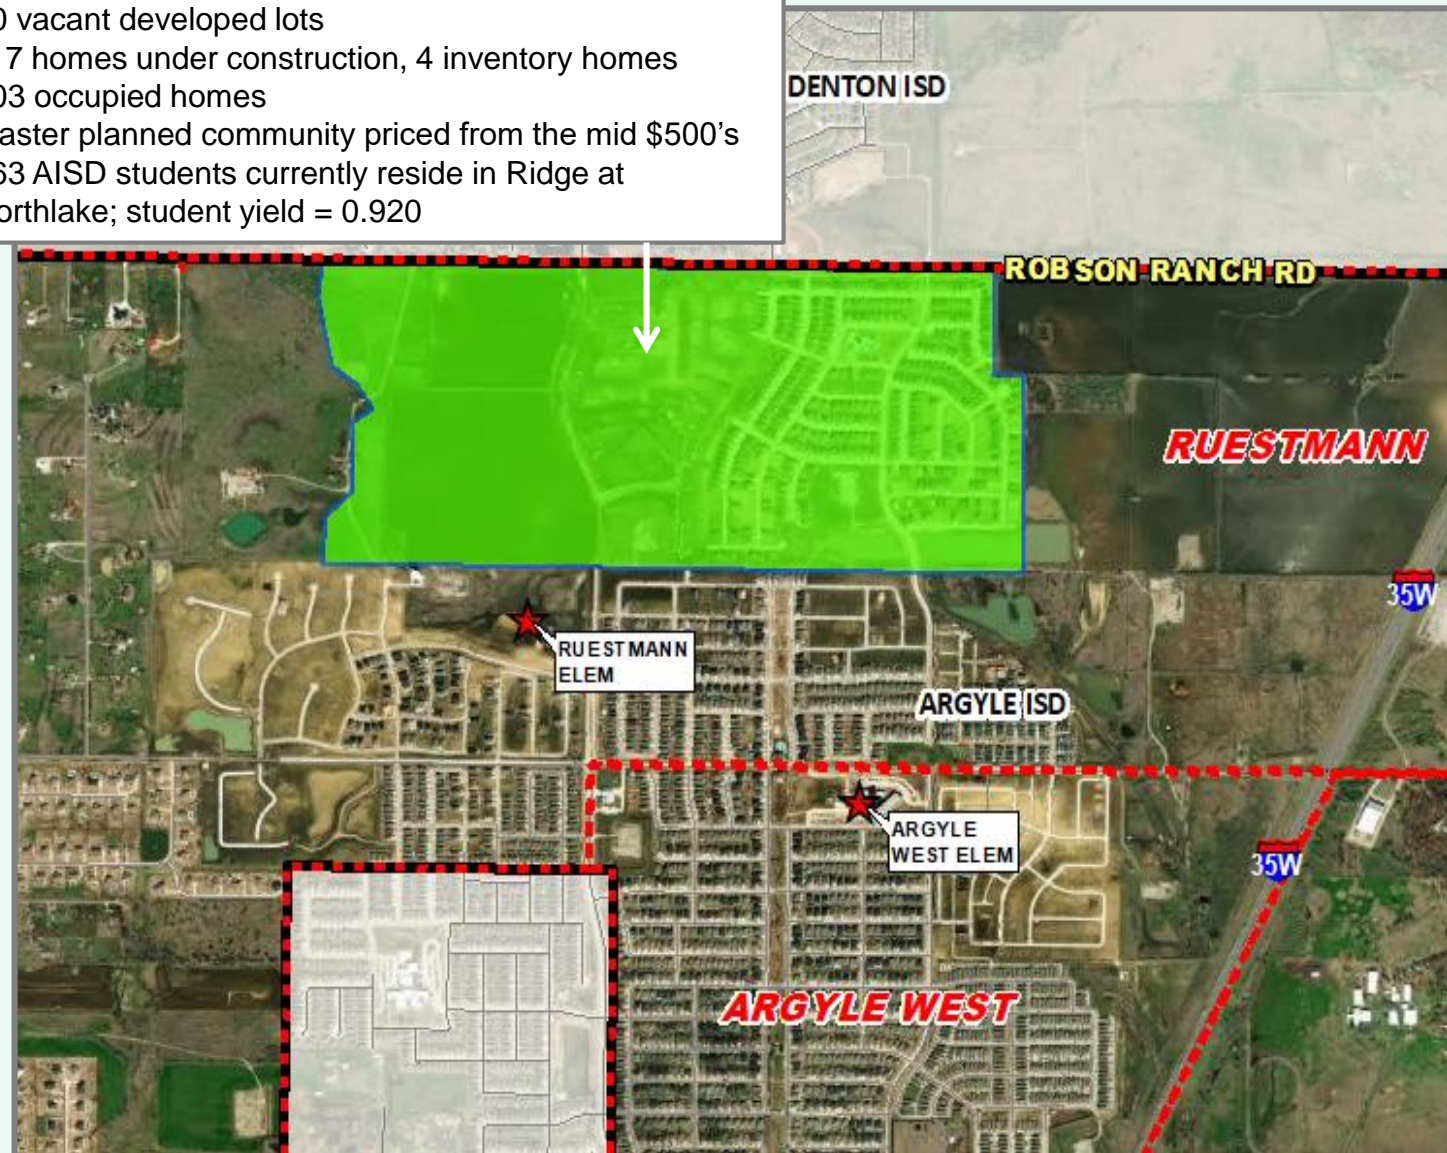 0 vacant developed lots
7 homes under construction, 4 inventory homes
03 occupied homes
aster planned community priced from the mid $500's
63 AISD students currently reside in Ridge at
orthlake; student yield = 0.920
DENTON ISD
ROBSON RANCH RD
RUESTMANN
35W
RUESTMANN
ELEM
ARGYLE ISD
ARGYLE
WEST ELEM
35W
ARGYLE WEST